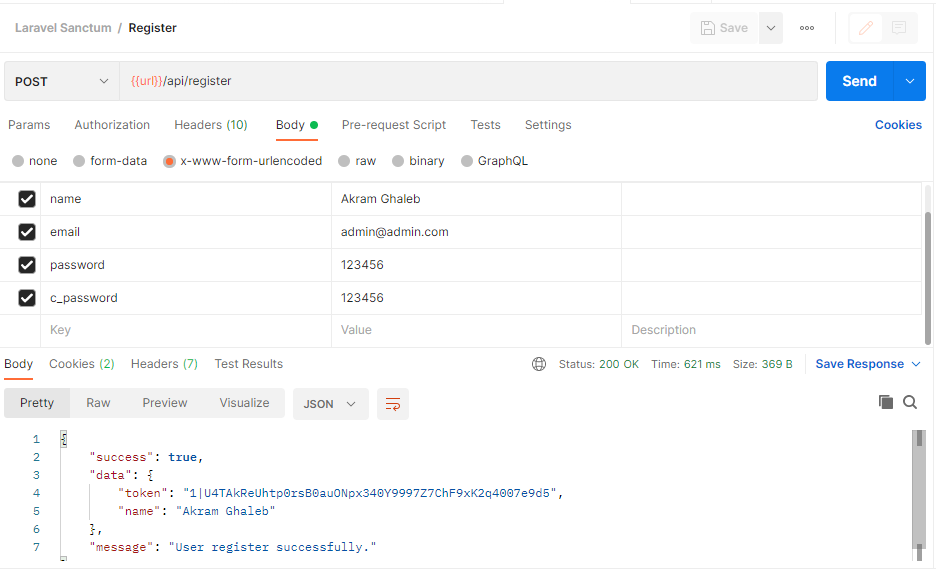 Laravel Sanctum / Register
Save
POST {{url}}/api/register Send
Params Authorization Headers (10) Body Pre-request Script Tests Settings Cookies
none form-data x-www-form-urlencoded raw binary GraphQL
name Akram Ghaleb
email admin@admin.com
password 123456
c_password 123456
Key Value Description
Body Cookies (2) Headers (7) Test Results Status: 200 OK Time: 621 ms Size: 369 B Save Response
Pretty Raw Preview Visualize JSON
1 {
2 "success": true,
3 "data": {
4 "token": "1|U4TAkReUhtp0rsB0auONpx340Y9997Z7ChF9xK2q4007e9d5",
5 "name": "Akram Ghaleb"
6 },
7 "message": "User register successfully."